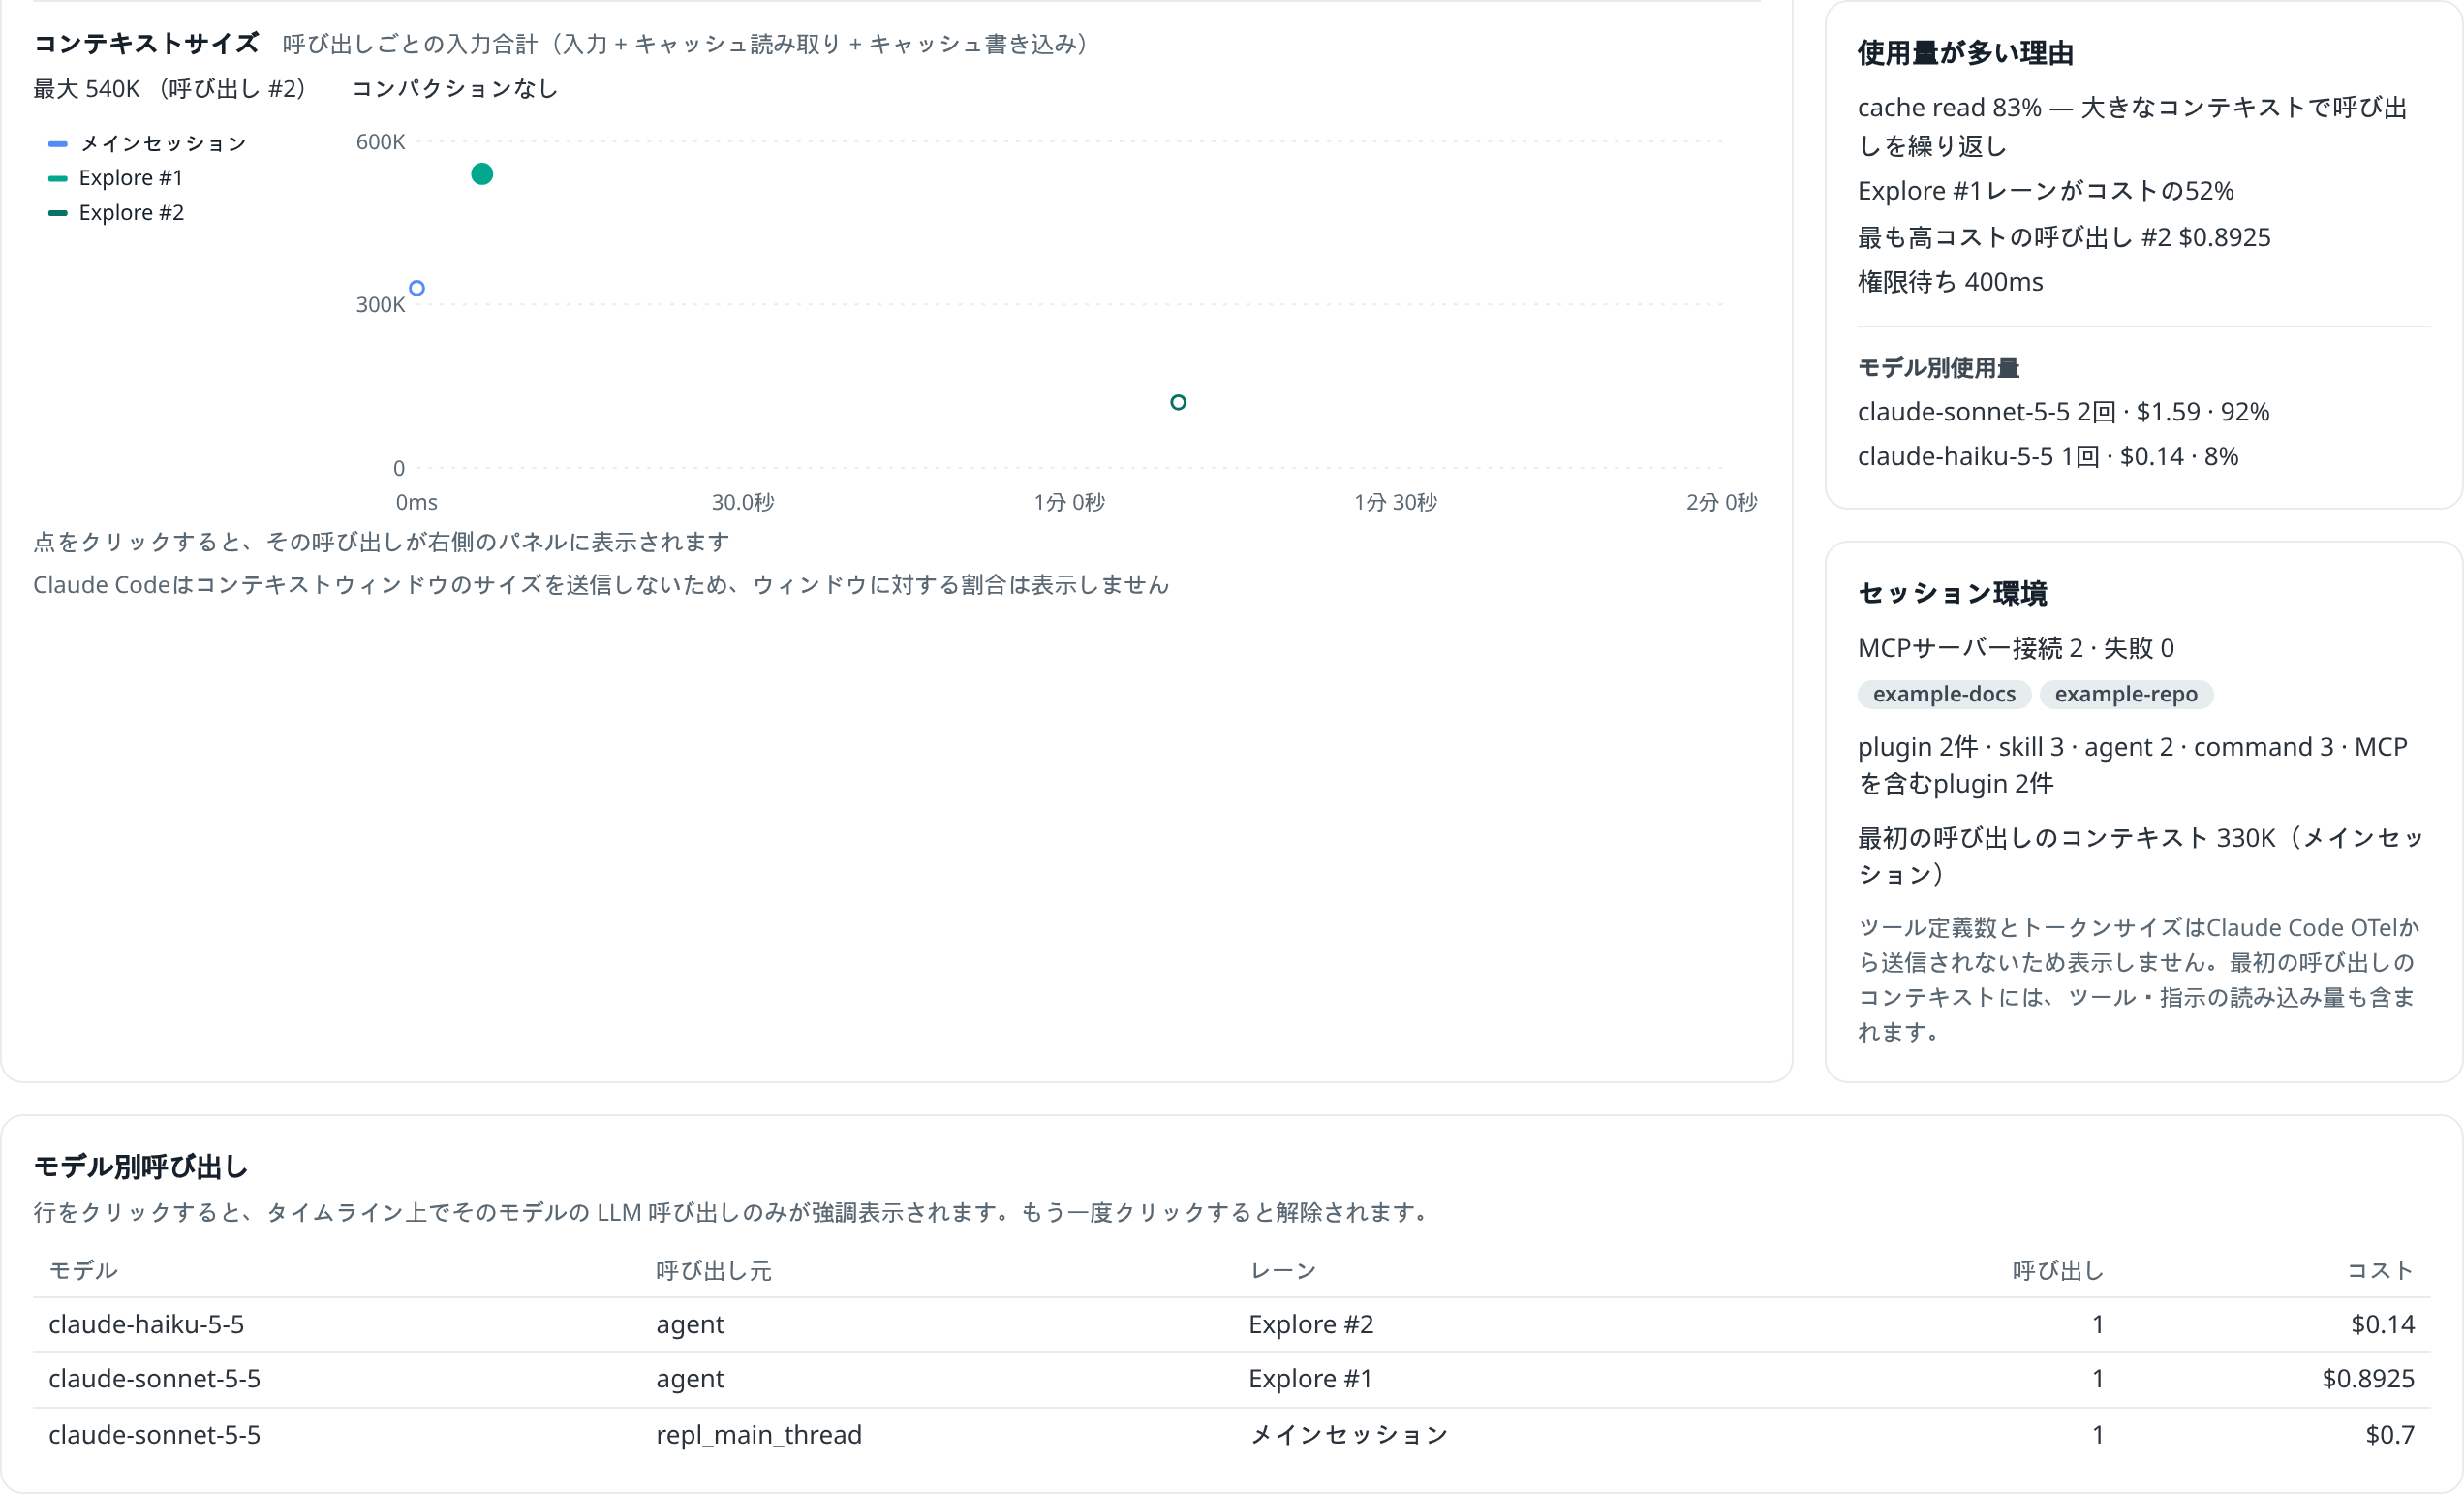 コンテキストサイズ 呼び出しごとの入力合計（入力 + キャッシュ読み取り + キャッシュ書き込み）
最大 540K （呼び出し #2） コンパクションなし
メインセッション
Explore #1
Explore #2
600K
300K
0
0ms 30.0秒 1分 0秒 1分 30秒 2分 0秒
点をクリックすると、その呼び出しが右側のパネルに表示されます
Claude Codeはコンテキストウィンドウのサイズを送信しないため、ウィンドウに対する割合は表示しません
使用量が多い理由
cache read 83% — 大きなコンテキストで呼び出
しを繰り返し
Explore #1レーンがコストの52%
最も高コストの呼び出し #2 $0.8925
権限待ち 400ms
モデル別使用量
claude-sonnet-5-5 2回 · $1.59 · 92%
claude-haiku-5-5 1回 · $0.14 · 8%
セッション環境
MCPサーバー接続 2 · 失敗 0
example-docs example-repo
plugin 2件 · skill 3 · agent 2 · command 3 · MCP
を含むplugin 2件
最初の呼び出しのコンテキスト 330K（メインセッ
ション）
ツール定義数とトークンサイズはClaude Code OTelか
ら送信されないため表示しません。最初の呼び出しの
コンテキストには、ツール・指示の読み込み量も含ま
れます。
モデル別呼び出し
行をクリックすると、タイムライン上でそのモデルの LLM 呼び出しのみが強調表示されます。もう一度クリックすると解除されます。
モデル 呼び出し元 レーン 呼び出し コスト
claude-haiku-5-5 agent Explore #2 1 $0.14
claude-sonnet-5-5 agent Explore #1 1 $0.8925
claude-sonnet-5-5 repl_main_thread メインセッション 1 $0.7